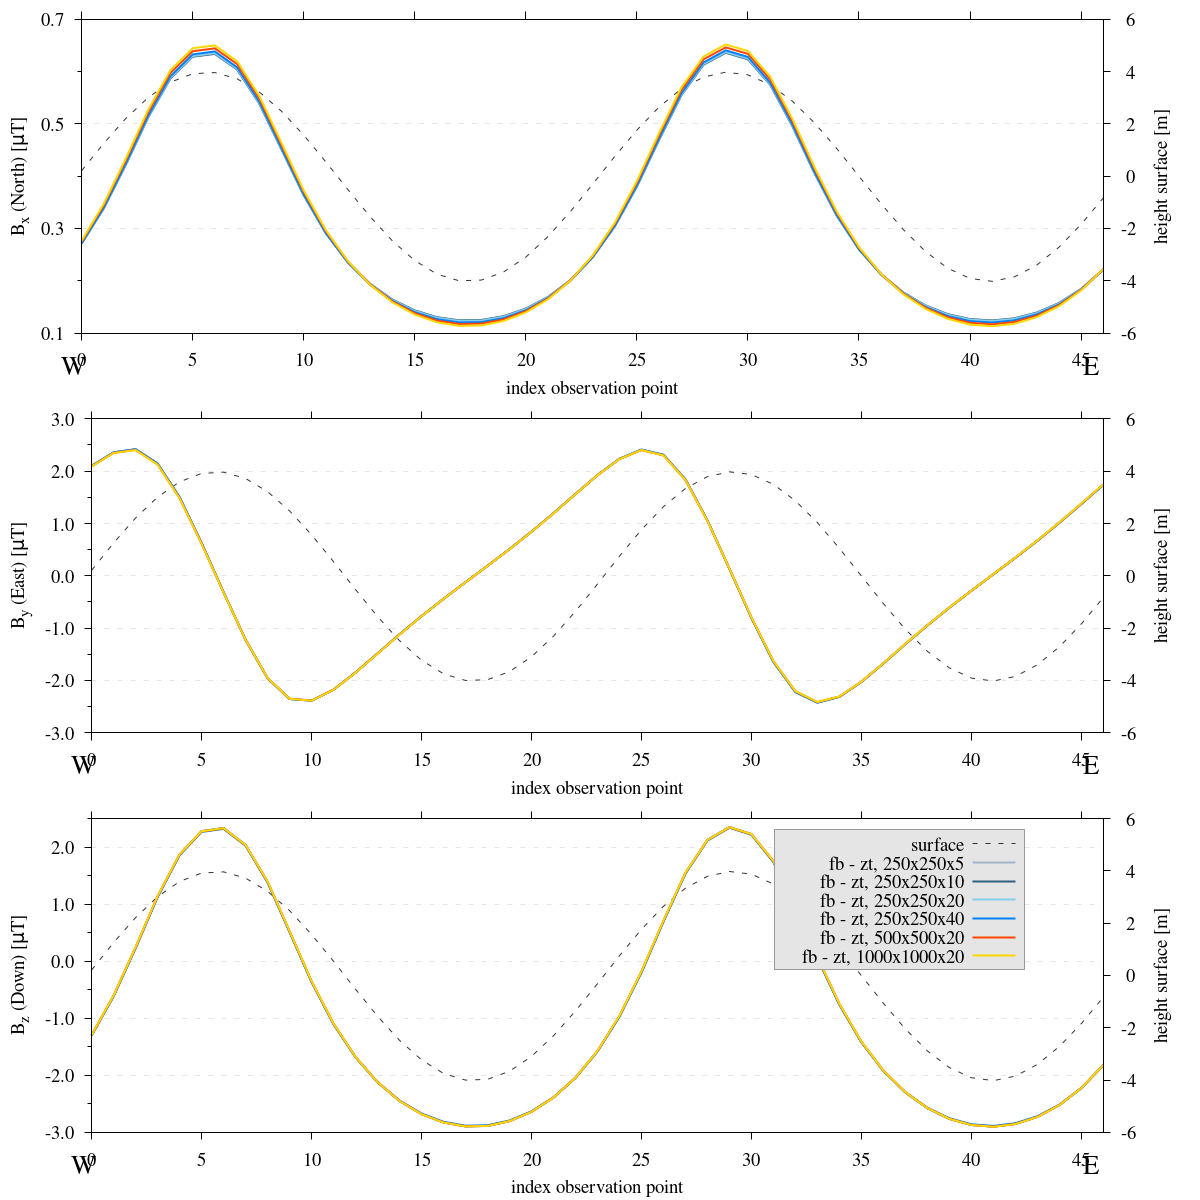 0.7
0.5
0.3
0.1
B_x (North) [µT]
6
4
2
0
-2
-4
-6
height surface [m]
0 5 10 15 20 25 30 35 40 45
W E
index observation point
3.0
2.0
1.0
0.0
-1.0
-2.0
-3.0
B_y (East) [µT]
6
4
2
0
-2
-4
-6
height surface [m]
0 5 10 15 20 25 30 35 40 45
W E
index observation point
2.0
1.0
0.0
-1.0
-2.0
-3.0
B_z (Down) [µT]
surface
fb - zt, 250x250x5
fb - zt, 250x250x10
fb - zt, 250x250x20
fb - zt, 250x250x40
fb - zt, 500x500x20
fb - zt, 1000x1000x20
6
4
2
0
-2
-4
-6
height surface [m]
0 5 10 15 20 25 30 35 40 45
W E
index observation point